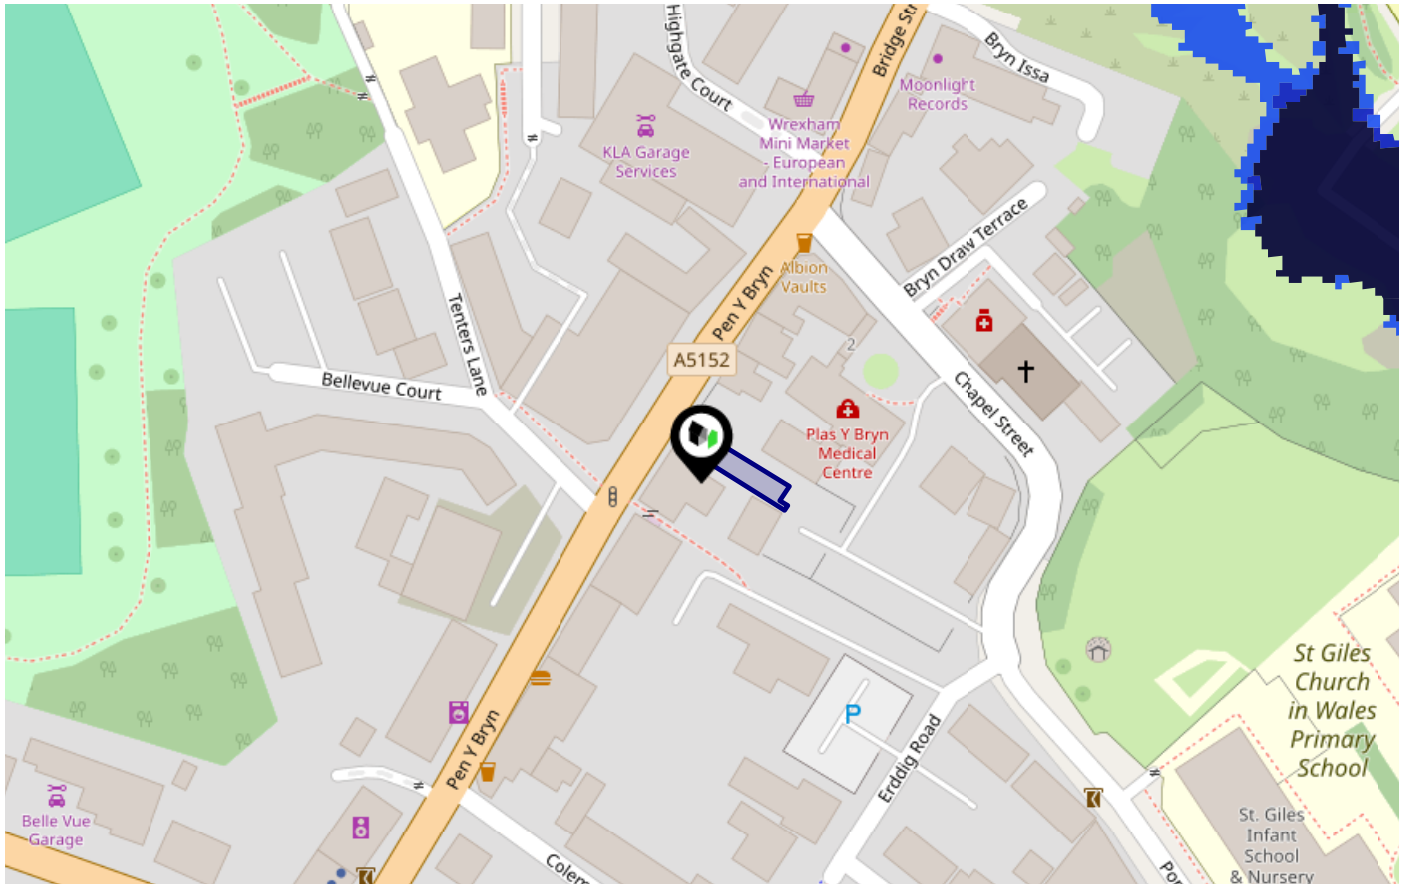 Highgate Court
Bridge St
Bryn Issa
Moonlight
Records
Wrexham
Mini Market
- European
and International
KLA Garage
Services
Bryn Draw Terrace
Albion
Vaults
Pen Y Bryn
Tenters Lane
A5152
2
Bellevue Court
Chapel Street
Plas Y Bryn
Medical
Centre
St Giles
Church
in Wales
Primary
School
P
Pen Y Bryn
Erddig Road
Belle Vue
Garage
St. Giles
Infant
School
& Nursery
Colem
Por